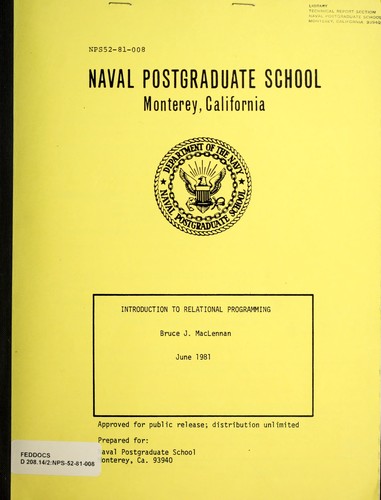 LIBRARY
TECHNICAL REPORT SECTION
NAVAL POSTGRADUATE SCHOOL
MONTEREY, CALIFORNIA 93940
NPS52-81-008
NAVAL POSTGRADUATE SCHOOL
Monterey, California
DEPARTMENT OF THE NAVY
NAVAL POSTGRADUATE SCHOOL
INTRODUCTION TO RELATIONAL PROGRAMMING
Bruce J. MacLennan
June 1981
Approved for public release; distribution unlimited
Prepared for:
aval Postgraduate School
onterey, Ca. 93940
FEDDOCS
D 208.14/2:NPS-52-81-008